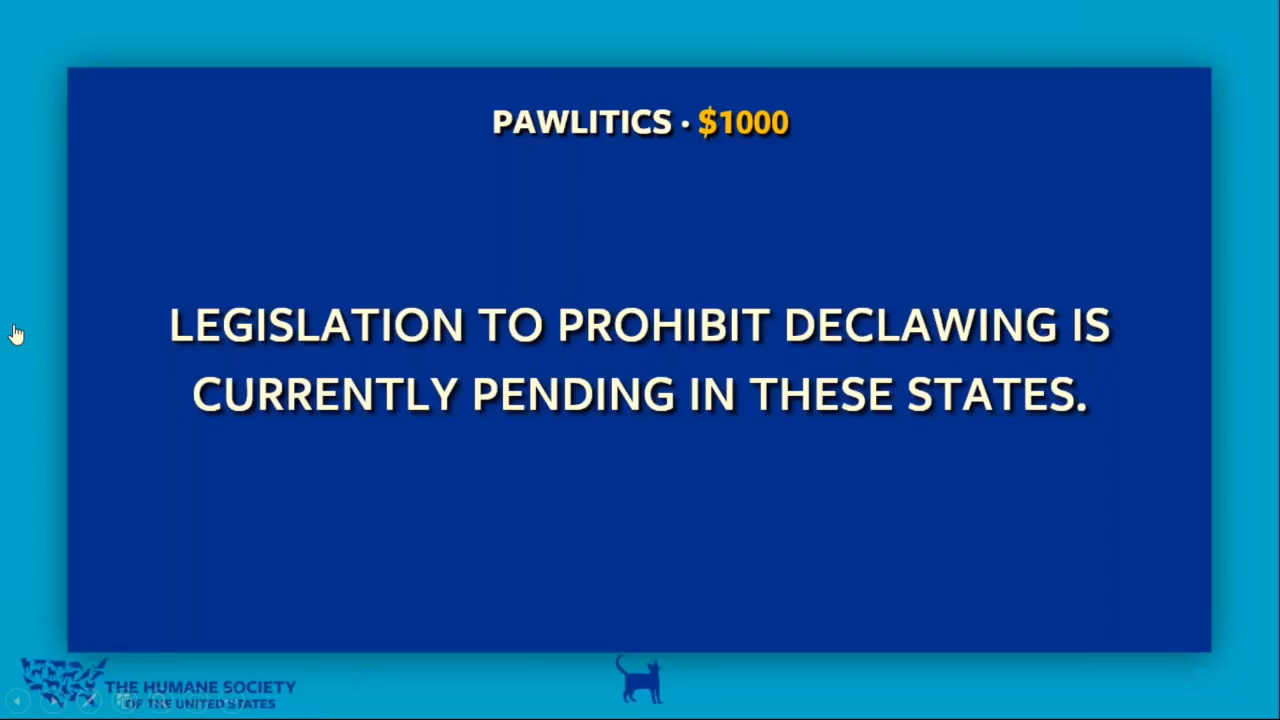 PAWLITICS · $1000
LEGISLATION TO PROHIBIT DECLAWING IS
CURRENTLY PENDING IN THESE STATES.
THE HUMANE SOCIETY
OF THE UNITED STATES